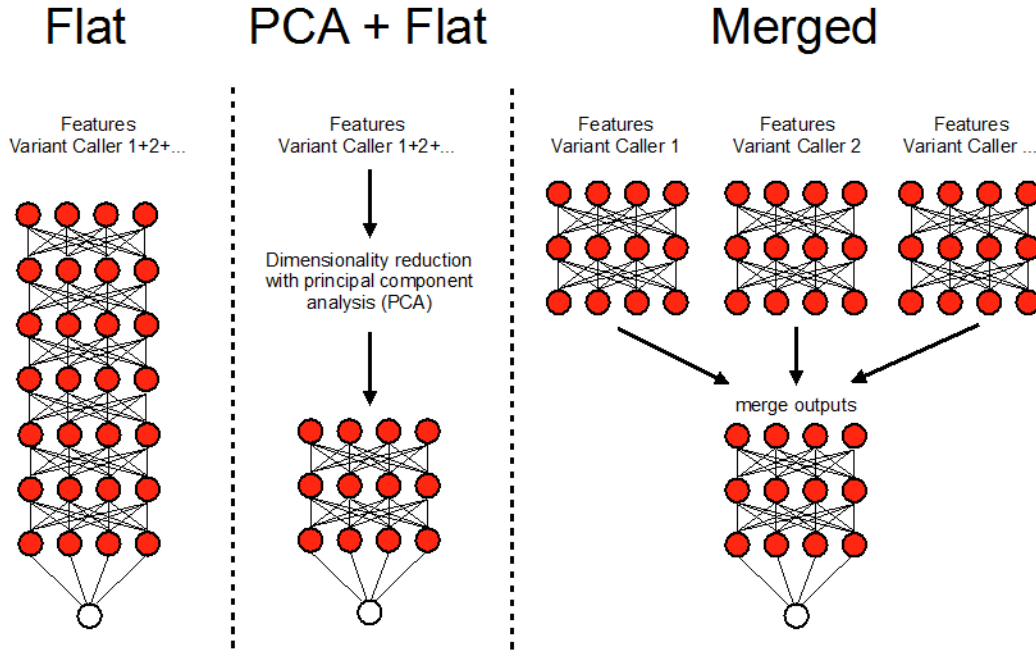 Flat
PCA + Flat
Merged
Features
Variant Caller 1+2+...
Features
Variant Caller 1+2+...
Features
Variant Caller 1
Features
Variant Caller 2
Features
Variant Caller ...
Dimensionality reduction
with principal component
analysis (PCA)
merge outputs